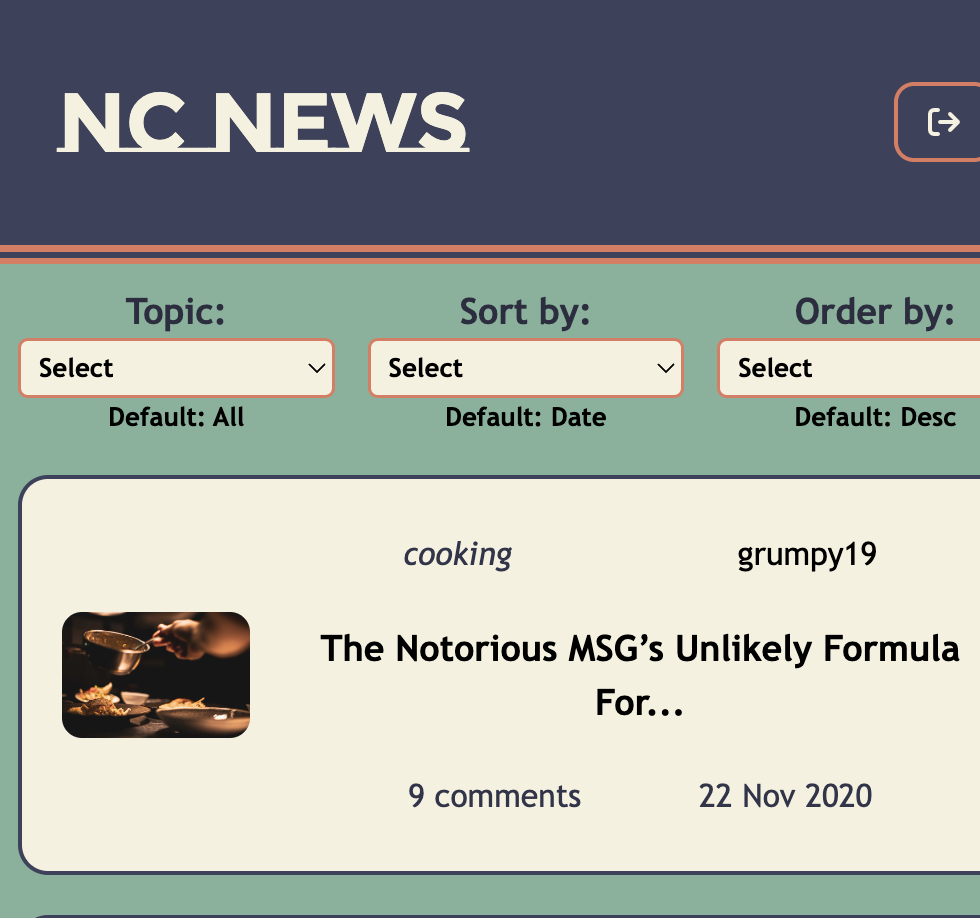 NC NEWS
Topic: Sort by: Order by:
Select Select Select
Default: All Default: Date Default: Desc
cooking grumpy19
The Notorious MSG’s Unlikely Formula
For...
9 comments 22 Nov 2020